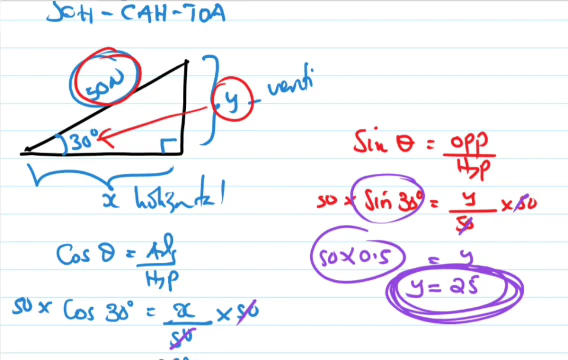 SOH-CAH-TOA
50N
y - verti
30°
x horizontal
Sin θ = Opp/Hyp
50 × Sin 30° = y/50 × 50
50 × 0.5 = y
y = 25
Cos θ = Adj/Hyp
50 × Cos 30° = x/50 × 50